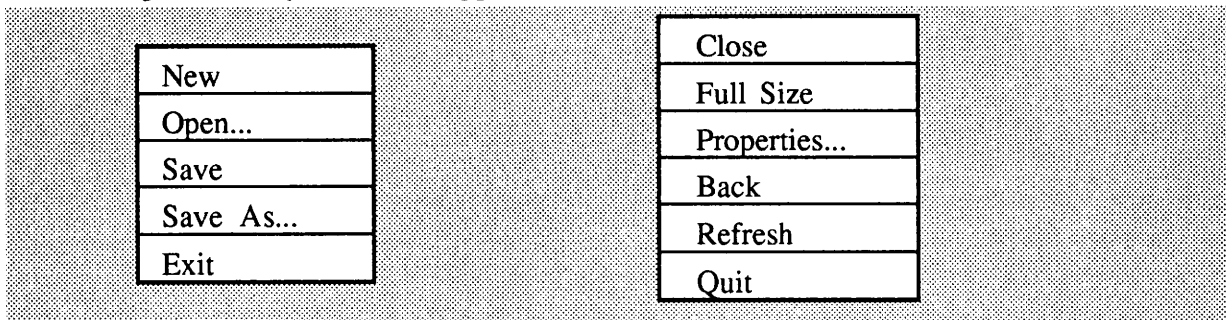 New
Open...
Save
Save As...
Exit
Close
Full Size
Properties...
Back
Refresh
Quit